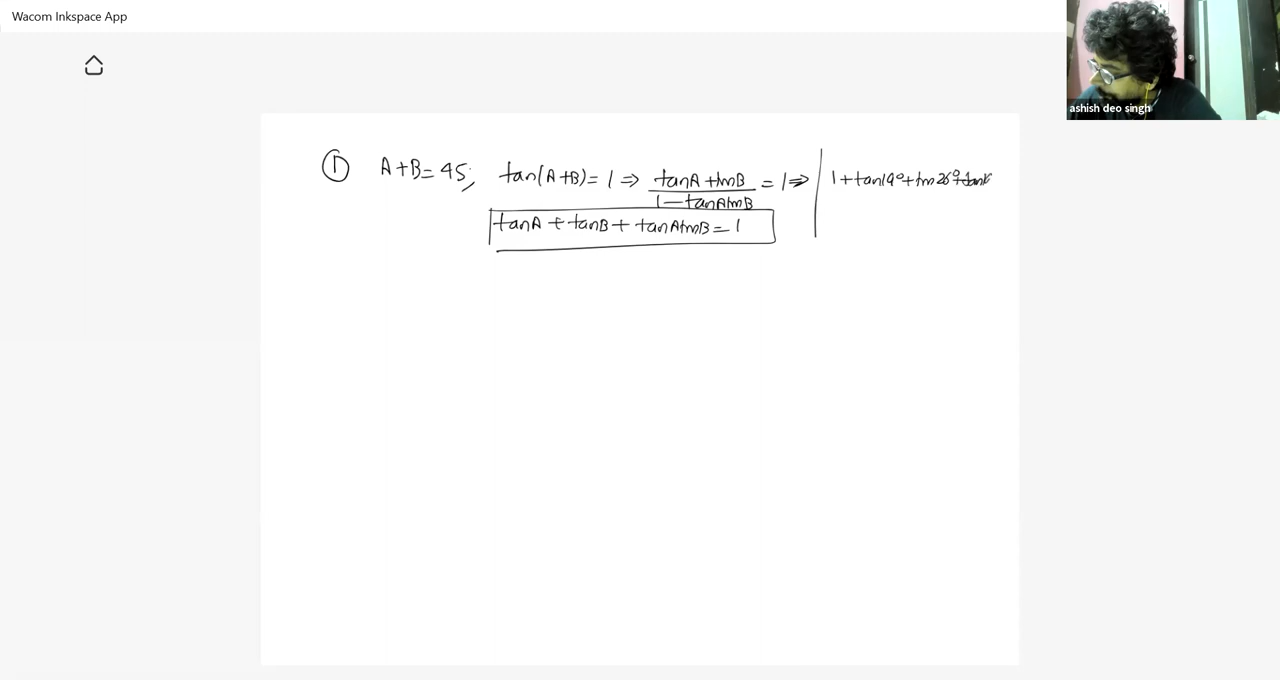 Wacom Inkspace App
ashish deo singh
① A+B=45; tan(A+B)=1⇒ tanA+tanB / 1-tanAtanB = 1⇒ 1+tan19°+tan26°+tan
tanA+tanB+tanAtanB=1